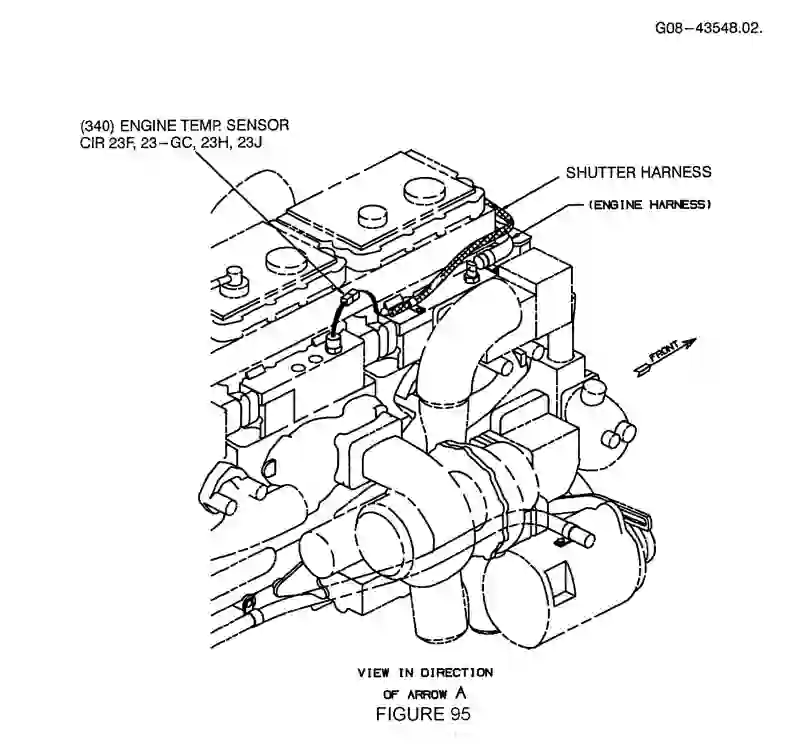 G08-43548.02.
(340) ENGINE TEMP. SENSOR
CIR 23F, 23-GC, 23H, 23J
SHUTTER HARNESS
(ENGINE HARNESS)
FRONT
VIEW IN DIRECTION
OF ARROW A
FIGURE 95